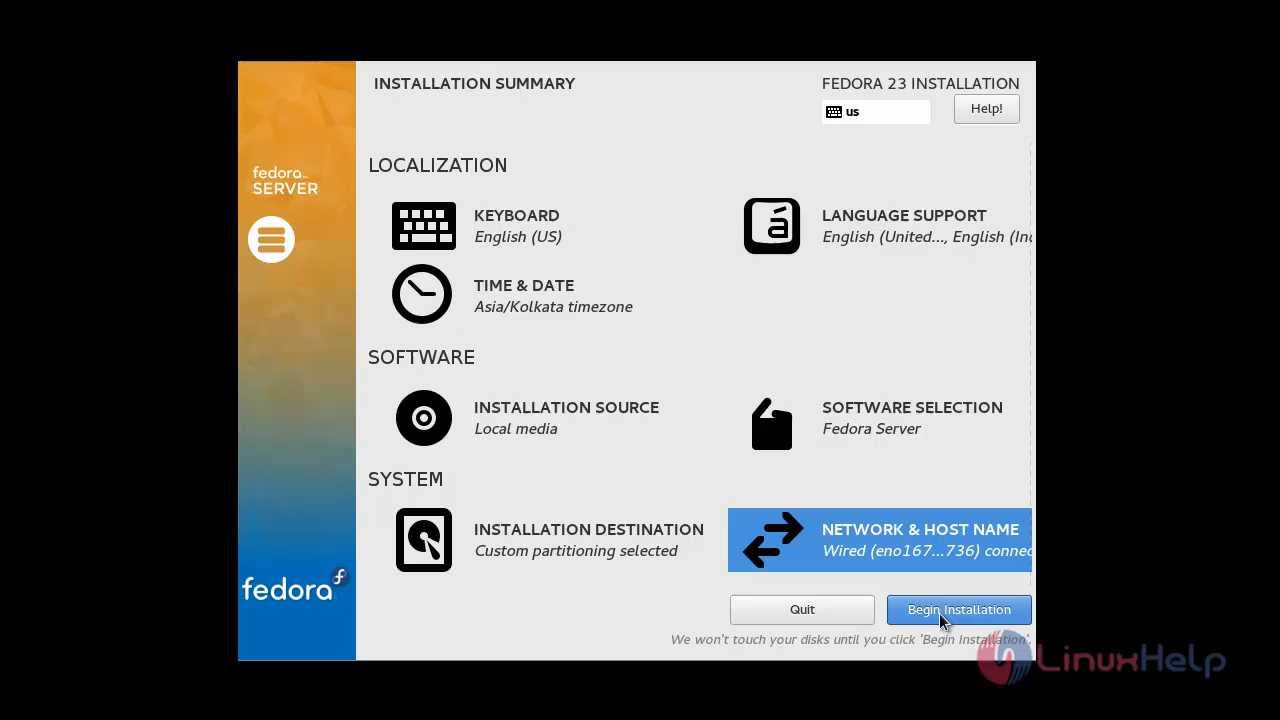 INSTALLATION SUMMARY
FEDORA 23 INSTALLATION
us
Help!
fedora
SERVER
LOCALIZATION
KEYBOARD
English (US)
LANGUAGE SUPPORT
English (United..., English (In
TIME & DATE
Asia/Kolkata timezone
SOFTWARE
INSTALLATION SOURCE
Local media
SOFTWARE SELECTION
Fedora Server
SYSTEM
INSTALLATION DESTINATION
Custom partitioning selected
NETWORK & HOST NAME
Wired (eno167...736) connec
fedora
Quit
Begin Installation
We won't touch your disks until you click 'Begin Installation'.
LinuxHelp